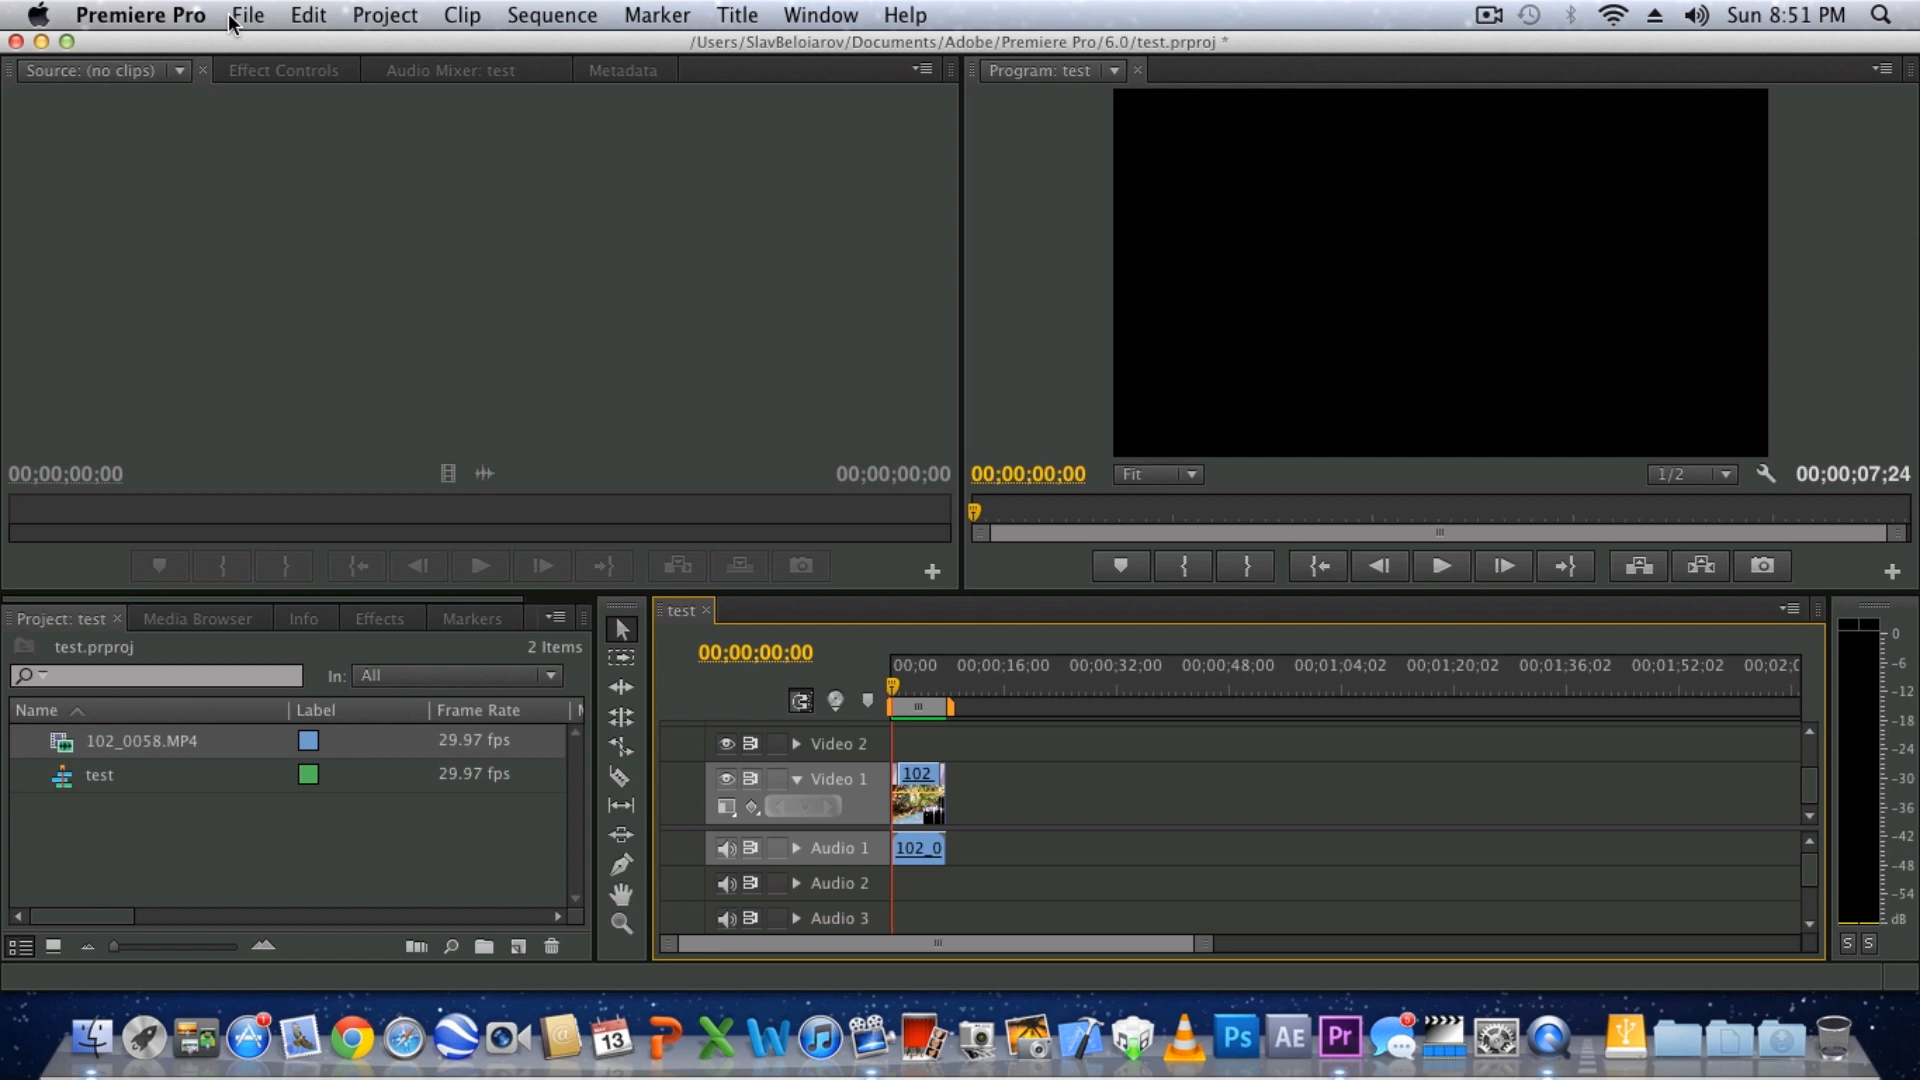 Premiere Pro File Edit Project Clip Sequence Marker Title Window Help Sun 8:51 PM
/Users/SlavBeloiarov/Documents/Adobe/Premiere Pro/6.0/test.prproj *
Source: (no clips) Effect Controls Audio Mixer: test Metadata
Program: test
00;00;00;00 00;00;00;00
00;00;00;00 Fit 1/2 00;00;07;24
Project: test Media Browser Info Effects Markers
test.prproj 2 Items
In: All
Name Label Frame Rate
102_0058.MP4 29.97 fps
test 29.97 fps
test
00;00;00;00
00;00 00;00;16;00 00;00;32;00 00;00;48;00 00;01;04;02 00;01;20;02 00;01;36;02 00;01;52;02 00;02;0
Video 2
Video 1 102
Audio 1 102_0
Audio 2
Audio 3
0
-6
-12
-18
-24
-30
-36
-42
-48
-54
dB
S S
13
Ps AE Pr